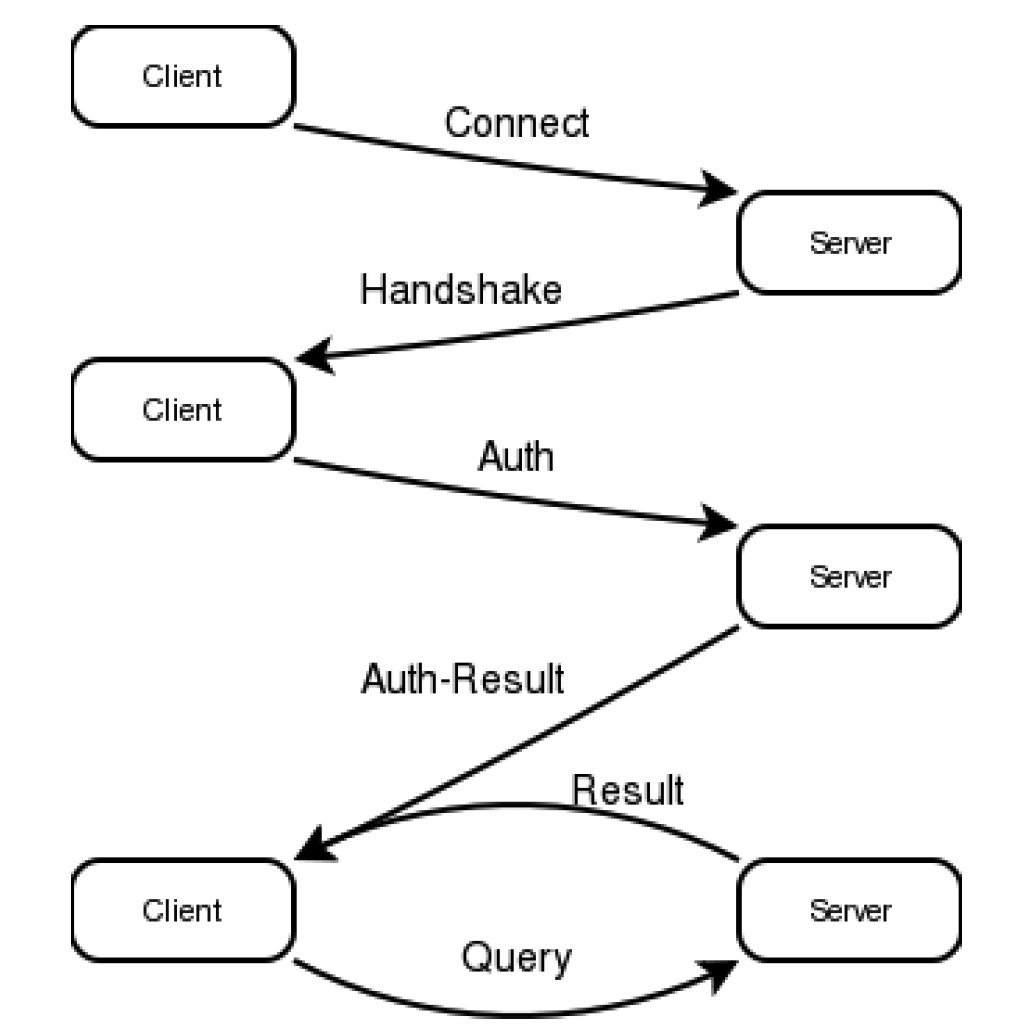 Client
Connect
Server
Handshake
Client
Auth
Server
Auth-Result
Result
Client
Server
Query